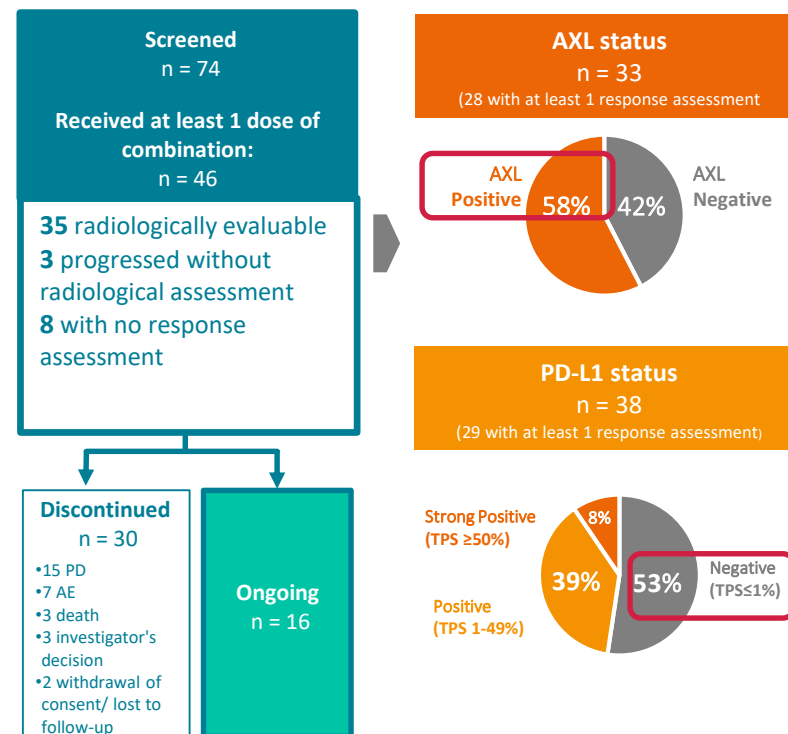 Screened
n = 74
Received at least 1 dose of
combination:
n = 46
35 radiologically evaluable
3 progressed without
radiological assessment
8 with no response
assessment
Discontinued
n = 30
•15 PD
•7 AE
•3 death
•3 investigator's
decision
•2 withdrawal of
consent/ lost to
follow-up
Ongoing
n = 16
AXL status
n = 33
(28 with at least 1 response assessment
AXL
Positive
58%
42%
AXL
Negative
PD-L1 status
n = 38
(29 with at least 1 response assessment)
Strong Positive
(TPS ≥50%)
8%
39%
53%
Negative
(TPS≤1%)
Positive
(TPS 1-49%)